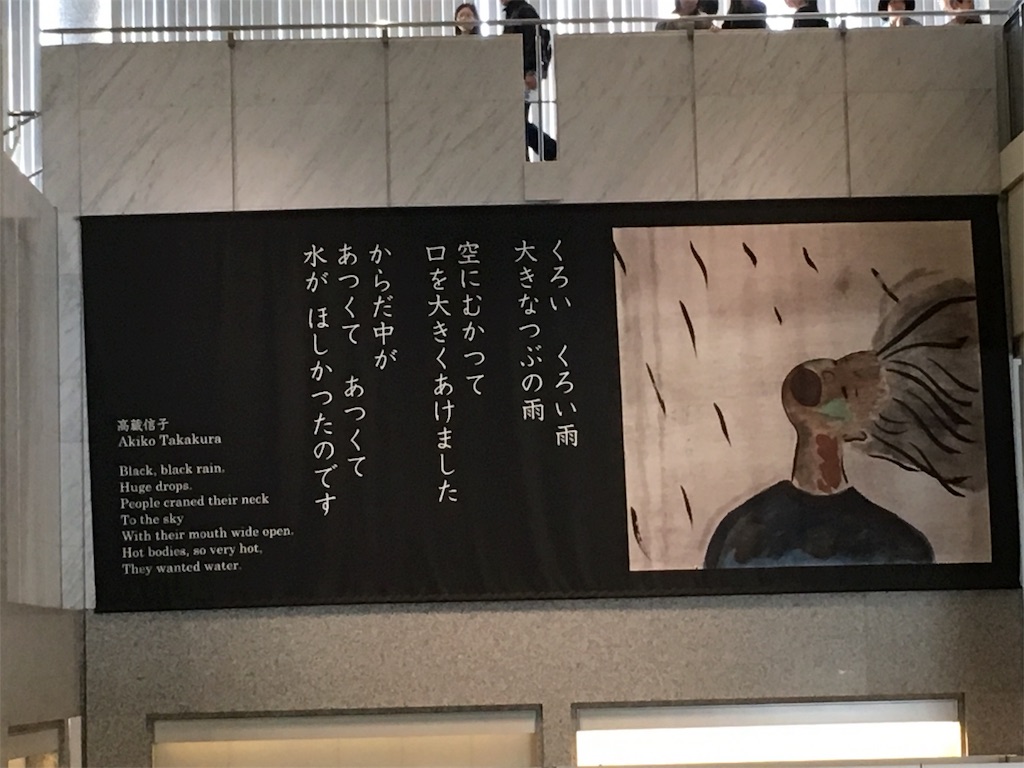 くろい　くろい雨
大きなつぶの雨
空にむかつて
口を大きくあけました
からだ中が
あつくて　あつくて
水が ほしかつたのです
高蔵信子
Akiko Takakura
Black, black rain.
Huge drops.
People craned their neck
To the sky
With their mouth wide open.
Hot bodies, so very hot,
They wanted water.